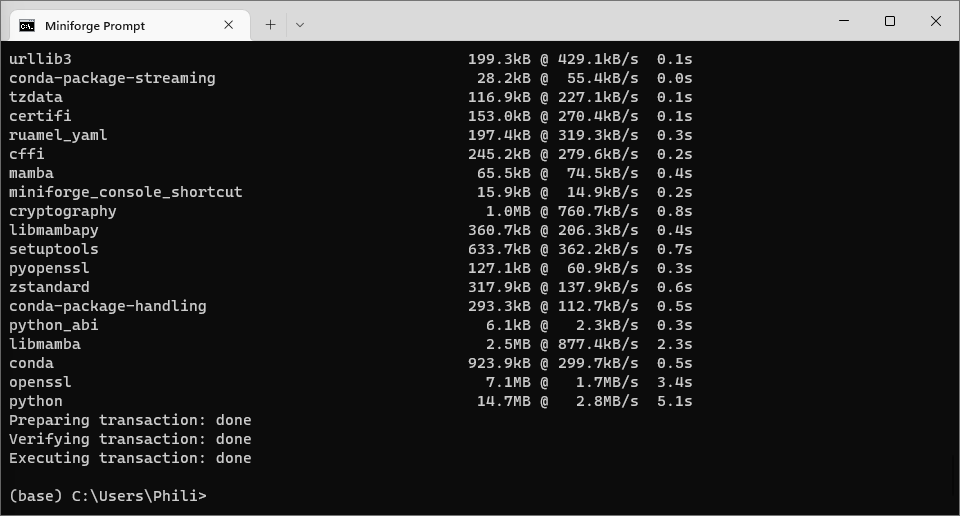 Miniforge Prompt
urllib3 199.3kB @ 429.1kB/s 0.1s
conda-package-streaming 28.2kB @ 55.4kB/s 0.0s
tzdata 116.9kB @ 227.1kB/s 0.1s
certifi 153.0kB @ 270.4kB/s 0.1s
ruamel_yaml 197.4kB @ 319.3kB/s 0.3s
cffi 245.2kB @ 279.6kB/s 0.2s
mamba 65.5kB @ 74.5kB/s 0.4s
miniforge_console_shortcut 15.9kB @ 14.9kB/s 0.2s
cryptography 1.0MB @ 760.7kB/s 0.8s
libmambapy 360.7kB @ 206.3kB/s 0.4s
setuptools 633.7kB @ 362.2kB/s 0.7s
pyopenssl 127.1kB @ 60.9kB/s 0.3s
zstandard 317.9kB @ 137.9kB/s 0.6s
conda-package-handling 293.3kB @ 112.7kB/s 0.5s
python_abi 6.1kB @ 2.3kB/s 0.3s
libmamba 2.5MB @ 877.4kB/s 2.3s
conda 923.9kB @ 299.7kB/s 0.5s
openssl 7.1MB @ 1.7MB/s 3.4s
python 14.7MB @ 2.8MB/s 5.1s
Preparing transaction: done
Verifying transaction: done
Executing transaction: done
(base) C:\Users\Phili>